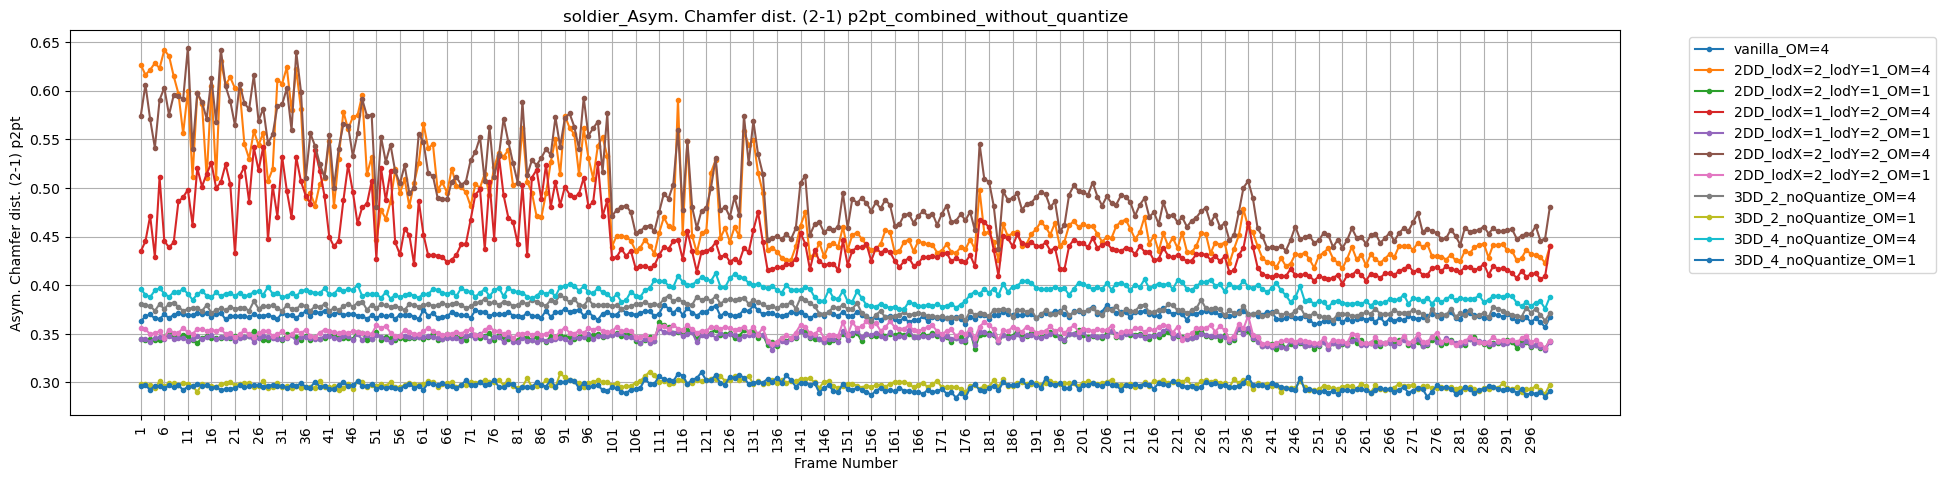 soldier_Asym. Chamfer dist. (2-1) p2pt_combined_without_quantize
Asym. Chamfer dist. (2-1) p2pt
0.65
0.60
0.55
0.50
0.45
0.40
0.35
0.30
1 6 11 16 21 26 31 36 41 46 51 56 61 66 71 76 81 86 91 96 101 106 111 116 121 126 131 136 141 146 151 156 161 166 171 176 181 186 191 196 201 206 211 216 221 226 231 236 241 246 251 256 261 266 271 276 281 286 291 296
Frame Number
vanilla_OM=4
2DD_lodX=2_lodY=1_OM=4
2DD_lodX=2_lodY=1_OM=1
2DD_lodX=1_lodY=2_OM=4
2DD_lodX=1_lodY=2_OM=1
2DD_lodX=2_lodY=2_OM=4
2DD_lodX=2_lodY=2_OM=1
3DD_2_noQuantize_OM=4
3DD_2_noQuantize_OM=1
3DD_4_noQuantize_OM=4
3DD_4_noQuantize_OM=1